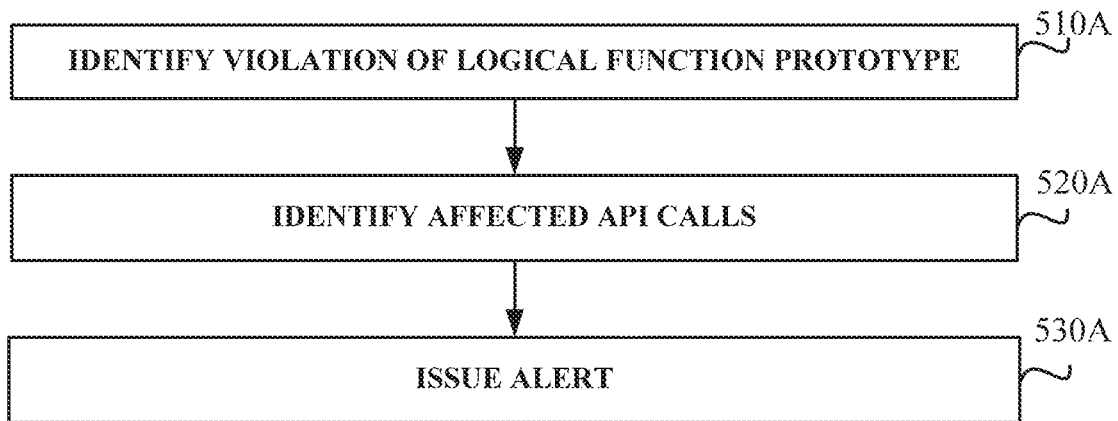 510A
IDENTIFY VIOLATION OF LOGICAL FUNCTION PROTOTYPE
520A
IDENTIFY AFFECTED API CALLS
530A
ISSUE ALERT